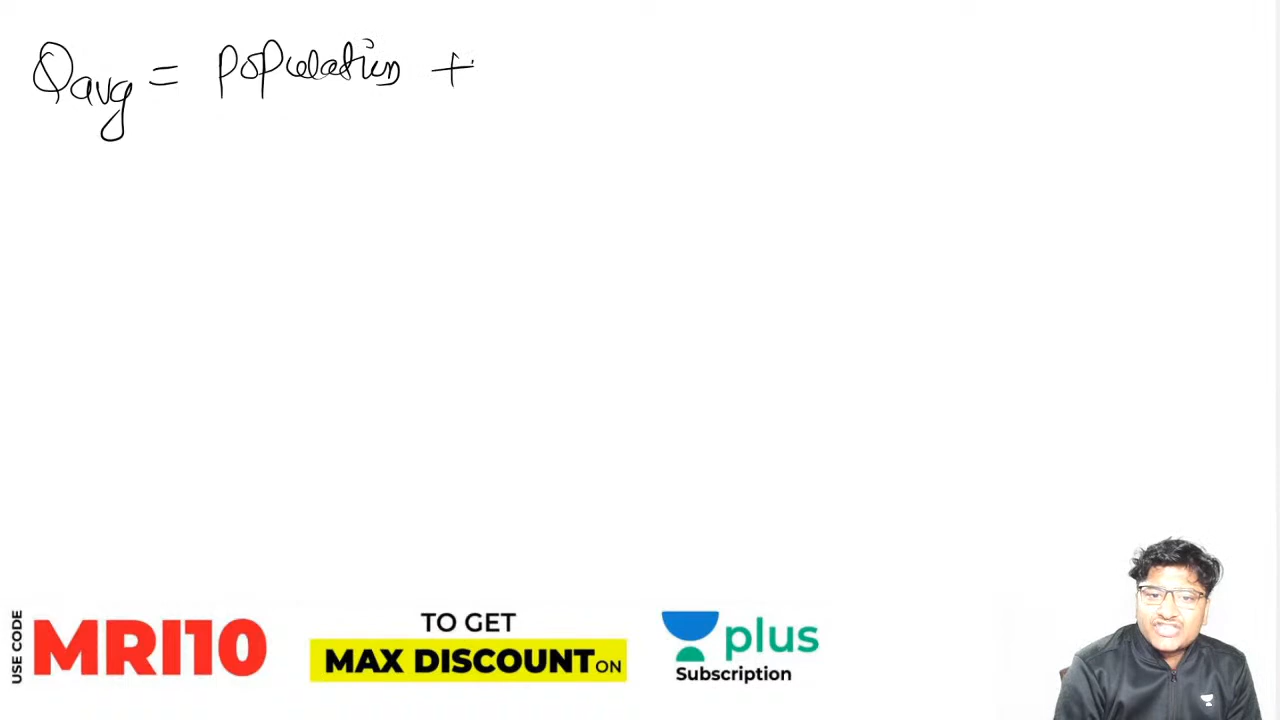 Qavg = population +
USE CODE
MRI10
TO GET
MAX DISCOUNT ON
plus
Subscription